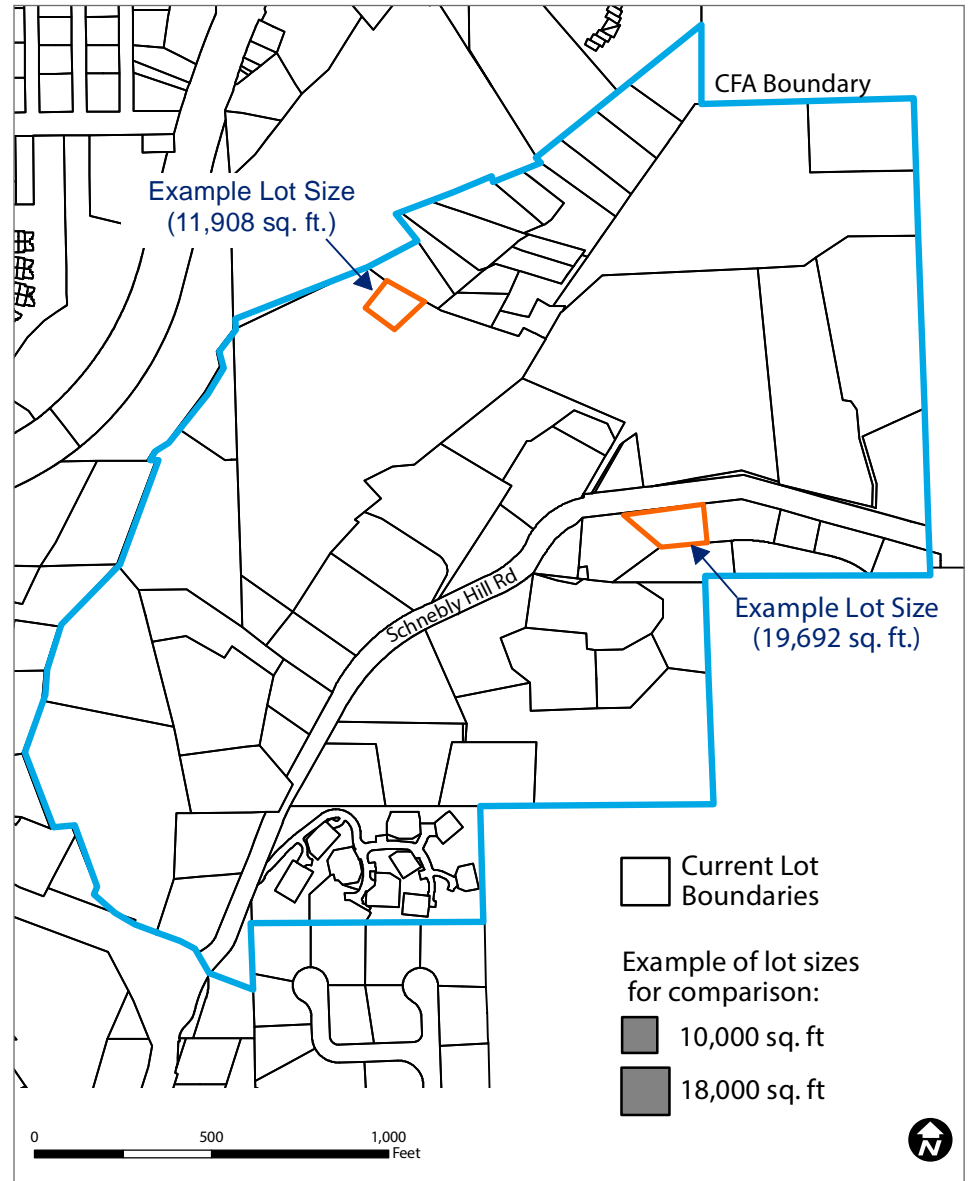 CFA Boundary
Example Lot Size
(11,908 sq. ft.)
Schnebly Hill Rd
Example Lot Size
(19,692 sq. ft.)
Current Lot
Boundaries
Example of lot sizes
for comparison:
10,000 sq. ft
18,000 sq. ft
0 500 1,000
Feet
N